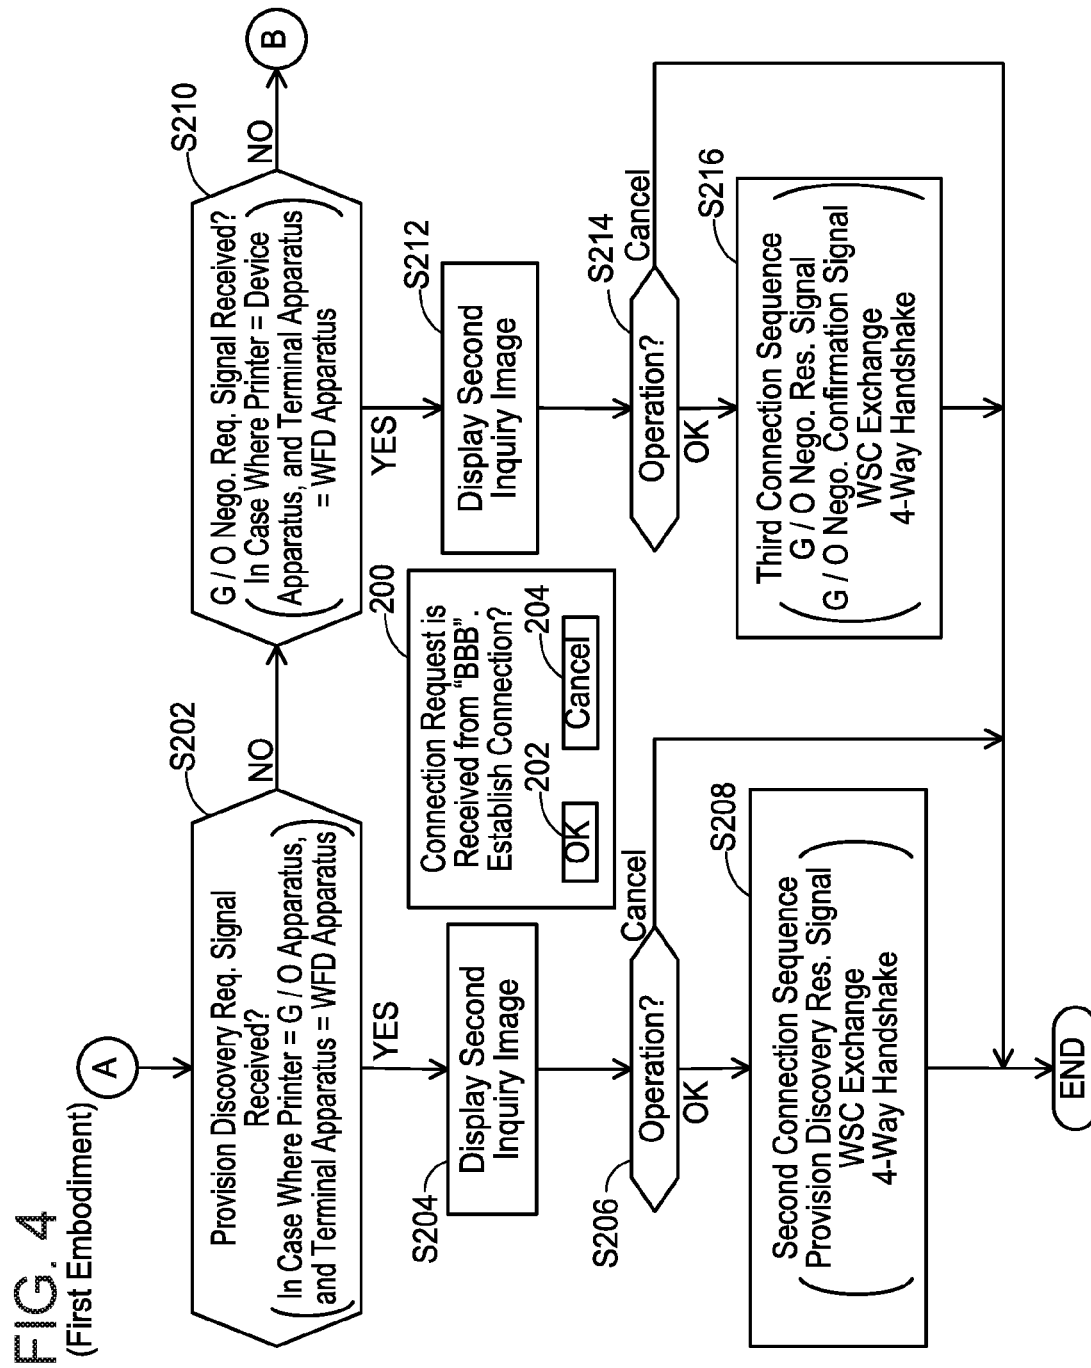 FIG. 4
(First Embodiment)
A
S202
Provision Discovery Req. Signal
Received?
In Case Where Printer = G / O Apparatus,
and Terminal Apparatus = WFD Apparatus
NO
YES
S204
Display Second
Inquiry Image
S206
Operation?
Cancel
OK
S208
Second Connection Sequence
Provision Discovery Res. Signal
WSC Exchange
4-Way Handshake
END
200
Connection Request is
Received from “BBB”.
Establish Connection?
202
204
OK
Cancel
S210
G / O Nego. Req. Signal Received?
In Case Where Printer = Device
Apparatus, and Terminal Apparatus
= WFD Apparatus
NO
B
YES
S212
Display Second
Inquiry Image
S214
Operation?
Cancel
OK
S216
Third Connection Sequence
G / O Nego. Res. Signal
G / O Nego. Confirmation Signal
WSC Exchange
4-Way Handshake